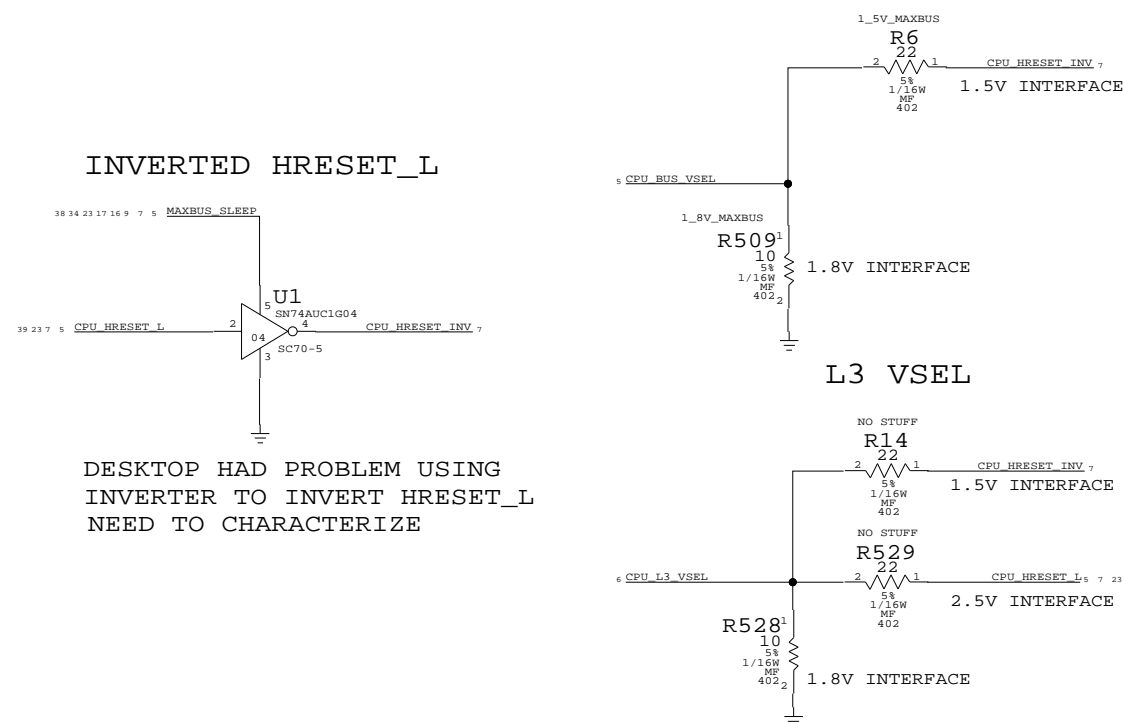 INVERTED HRESET_L
38 34 23 17 16 9 7 5 MAXBUS_SLEEP
5 U1
SN74AUC1G04
39 23 7 5 CPU_HRESET_L 2 04 4 CPU_HRESET_INV 7
SC70-5
3
DESKTOP HAD PROBLEM USING
INVERTER TO INVERT HRESET_L
NEED TO CHARACTERIZE
1_5V_MAXBUS
R6
22
2 1 CPU_HRESET_INV 7
5%
1/16W
MF
402
1.5V INTERFACE
5 CPU_BUS_VSEL
1_8V_MAXBUS
R509 1
10
5%
1/16W
MF
402 2
1.8V INTERFACE
L3 VSEL
NO STUFF
R14
22
2 1 CPU_HRESET_INV 7
5%
1/16W
MF
402
1.5V INTERFACE
NO STUFF
R529
22
6 CPU_L3_VSEL 2 1 CPU_HRESET_L 5 7 23
5%
1/16W
MF
402
2.5V INTERFACE
R528 1
10
5%
1/16W
MF
402 2
1.8V INTERFACE